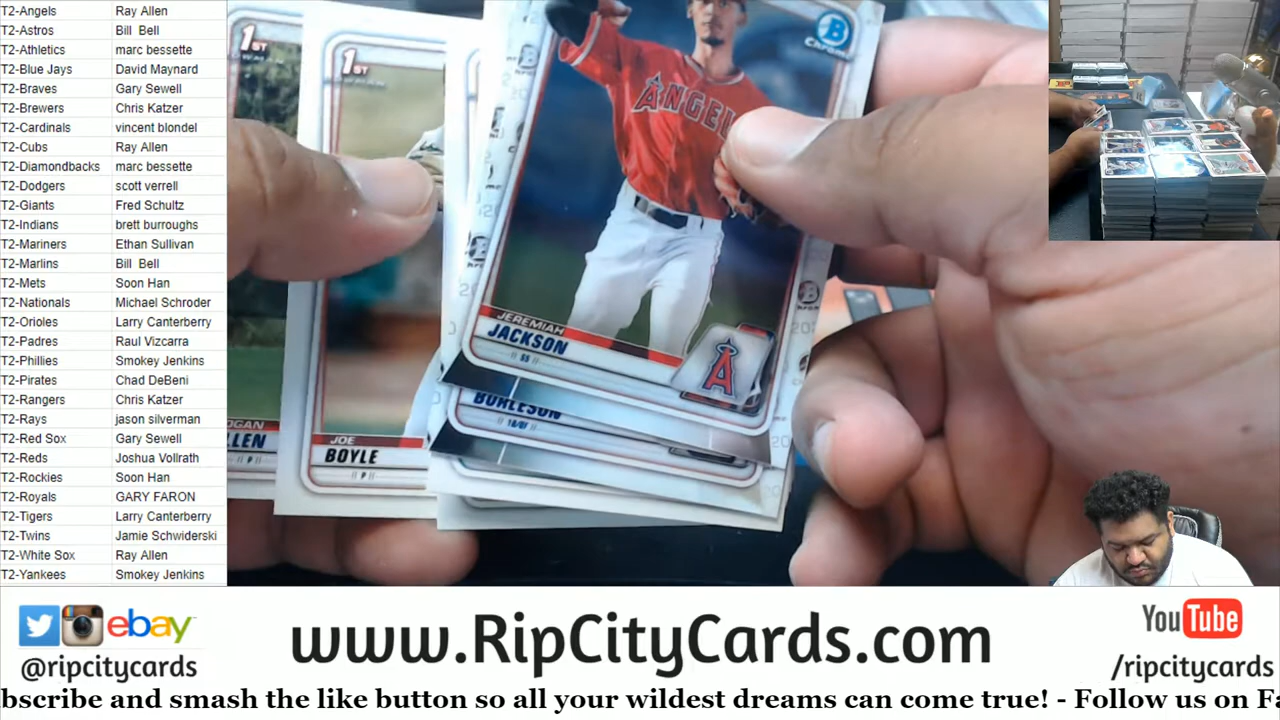 T2-Angels Ray Allen
T2-Astros Bill Bell
T2-Athletics marc bessette
T2-Blue Jays David Maynard
T2-Braves Gary Sewell
T2-Brewers Chris Katzer
T2-Cardinals vincent blondel
T2-Cubs Ray Allen
T2-Diamondbacks marc bessette
T2-Dodgers scott verrell
T2-Giants Fred Schultz
T2-Indians brett burroughs
T2-Mariners Ethan Sullivan
T2-Marlins Bill Bell
T2-Mets Soon Han
T2-Nationals Michael Schroder
T2-Orioles Larry Canterberry
T2-Padres Raul Vizcarra
T2-Phillies Smokey Jenkins
T2-Pirates Chad DeBeni
T2-Rangers Chris Katzer
T2-Rays jason silverman
T2-Red Sox Gary Sewell
T2-Reds Joshua Vollrath
T2-Rockies Soon Han
T2-Royals GARY FARON
T2-Tigers Larry Canterberry
T2-Twins Jamie Schwiderski
T2-White Sox Ray Allen
T2-Yankees Smokey Jenkins
1ST
1ST
B
Chrome
ANGEL
JEREMIAH
JACKSON
SS
A
BURLESON
1B/OF
OGAN
LLEN
P
JOE
BOYLE
P
ebay
@ripcitycards
www.RipCityCards.com
YouTube
/ripcitycards
bscribe and smash the like button so all your wildest dreams can come true! - Follow us on Fa